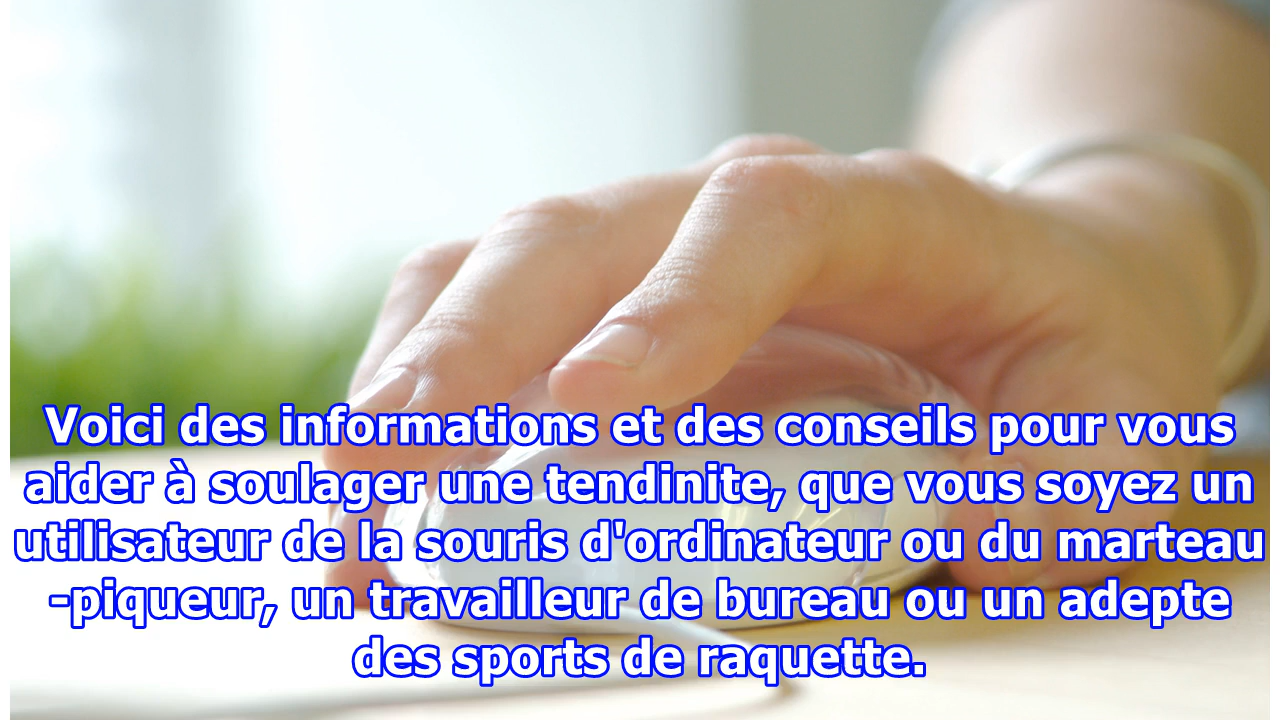 Voici des informations et des conseils pour vous
aider à soulager une tendinite, que vous soyez un
utilisateur de la souris d'ordinateur ou du marteau
-piqueur, un travailleur de bureau ou un adepte
des sports de raquette.